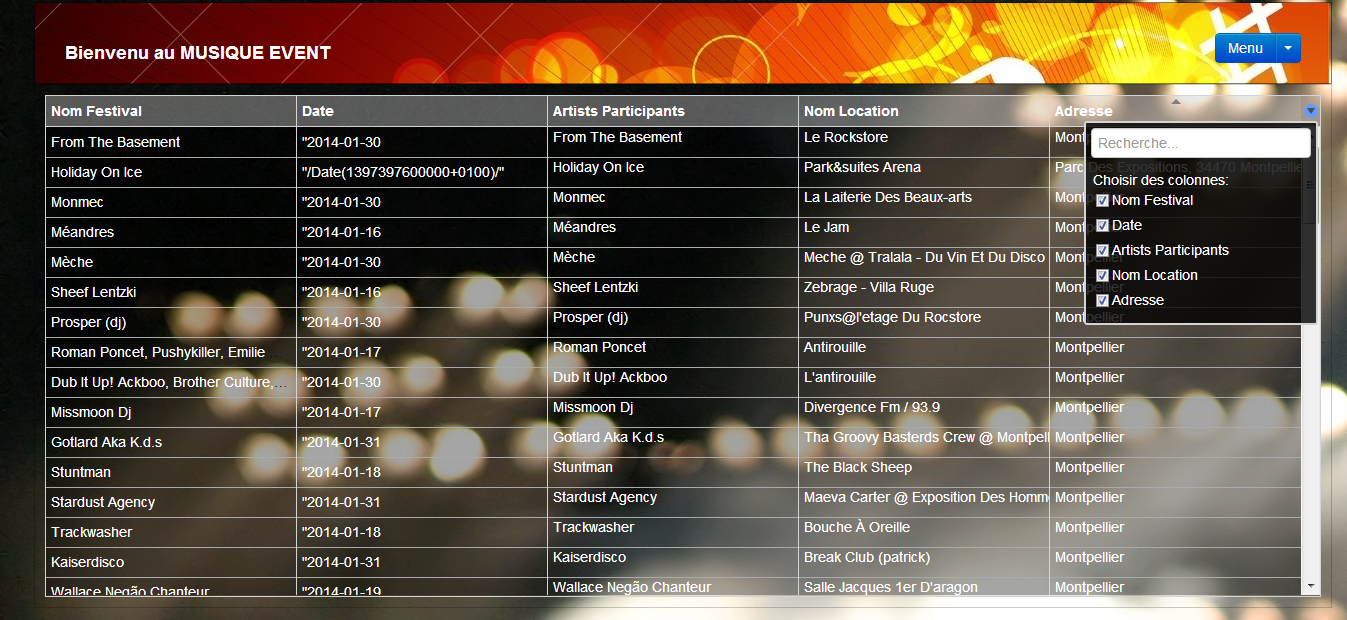 Bienvenu au MUSIQUE EVENT
Menu
Nom Festival Date Artists Participants Nom Location Adresse
From The Basement "2014-01-30 From The Basement Le Rockstore Mont
Holiday On Ice "/Date(1397397600000+0100)/" Holiday On Ice Park&suites Arena Parc Des Expositions, 34470 Montpellie
Monmec "2014-01-30 Monmec La Laiterie Des Beaux-arts Mont
Méandres "2014-01-16 Méandres Le Jam Montpellier
Mèche "2014-01-30 Mèche Meche @ Tralala - Du Vin Et Du Disco Montpellier
Sheef Lentzki "2014-01-16 Sheef Lentzki Zebrage - Villa Ruge Montpellier
Prosper (dj) "2014-01-30 Prosper (dj) Punxs@l'etage Du Rocstore Montpellier
Recherche...
Choisir des colonnes:
Nom Festival
Date
Artists Participants
Nom Location
Adresse
Roman Poncet, Pushykiller, Emilie ... "2014-01-17 Roman Poncet Antirouille Montpellier
Dub It Up! Ackboo, Brother Culture,... "2014-01-30 Dub It Up! Ackboo L'antirouille Montpellier
Missmoon Dj "2014-01-17 Missmoon Dj Divergence Fm / 93.9 Montpellier
Gotlard Aka K.d.s "2014-01-31 Gotlard Aka K.d.s Tha Groovy Basterds Crew @ Montpell Montpellier
Stuntman "2014-01-18 Stuntman The Black Sheep Montpellier
Stardust Agency "2014-01-31 Stardust Agency Maeva Carter @ Exposition Des Homm Montpellier
Trackwasher "2014-01-18 Trackwasher Bouche À Oreille Montpellier
Kaiserdisco "2014-01-31 Kaiserdisco Break Club (patrick) Montpellier
Wallace Negão Chanteur "2014-01-19 Wallace Negão Chanteur Salle Jacques 1er D'aragon Montpellier